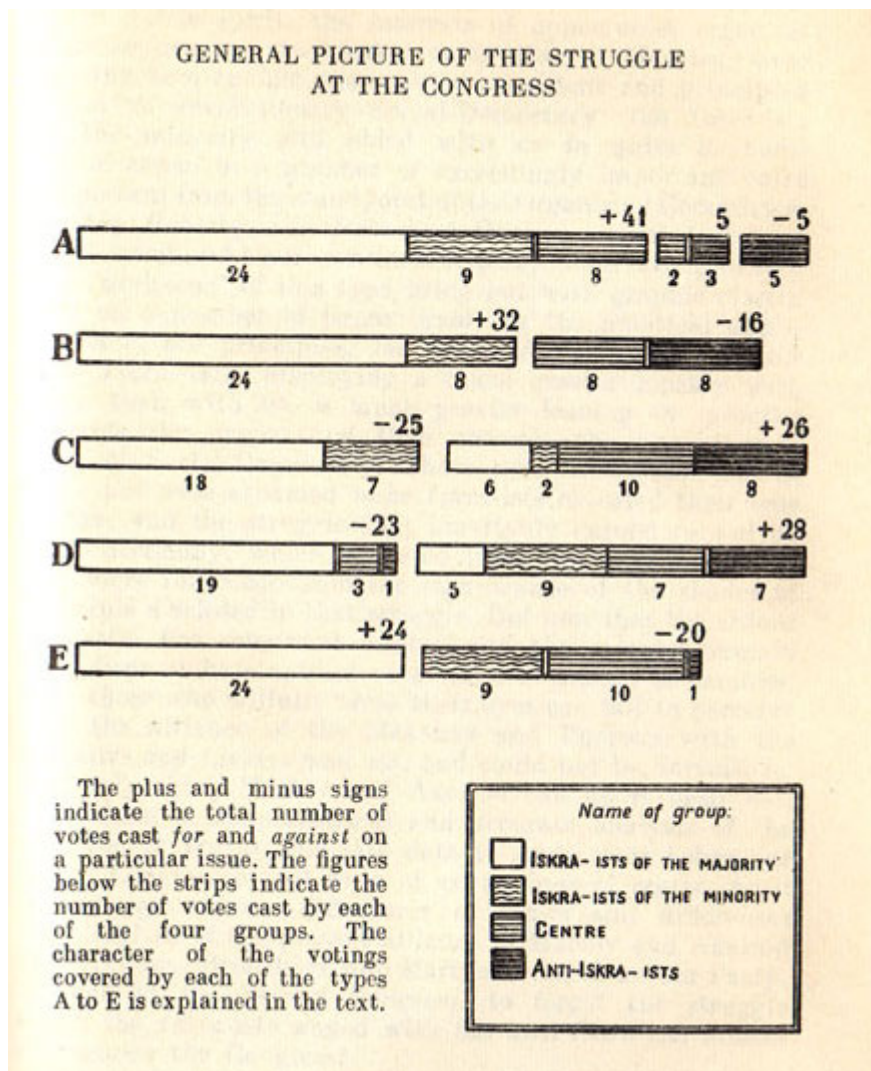 GENERAL PICTURE OF THE STRUGGLE
AT THE CONGRESS
+41 5 −5
A
24 9 8 2 3 5
+32 −16
B
24 8 8 8
−25 +26
C
18 7 6 2 10 8
−23 +28
D
19 3 1 5 9 7 7
+24 −20
E
24 9 10 1
The plus and minus signs
indicate the total number of
votes cast for and against on
a particular issue. The figures
below the strips indicate the
number of votes cast by each
of the four groups. The
character of the votings
covered by each of the types
A to E is explained in the text.
Name of group:
ISKRA-ISTS OF THE MAJORITY
ISKRA-ISTS OF THE MINORITY
CENTRE
ANTI-ISKRA-ISTS